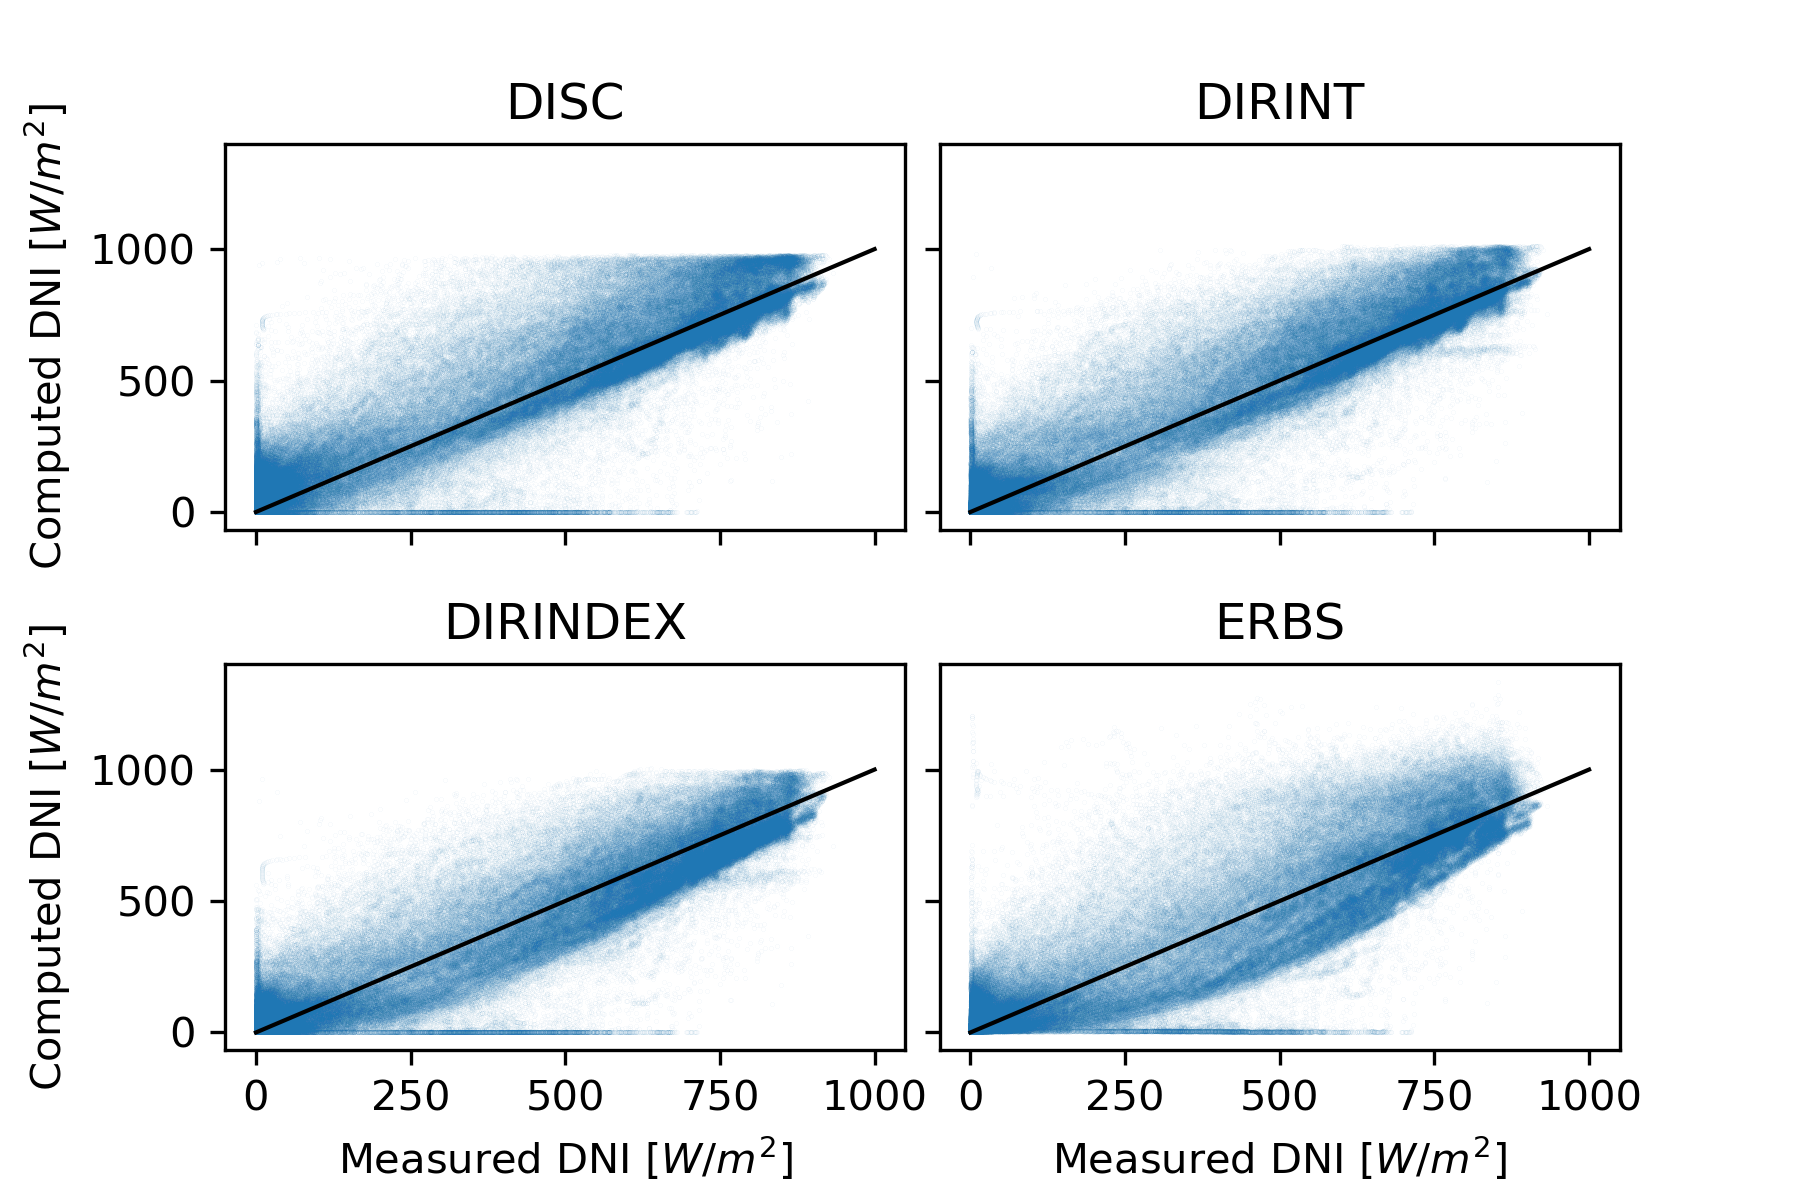 DISC
DIRINT
Computed DNI [W/m²]
1000
500
0
DIRINDEX
ERBS
Computed DNI [W/m²]
1000
500
0
0 250 500 750 1000
0 250 500 750 1000
Measured DNI [W/m²]
Measured DNI [W/m²]